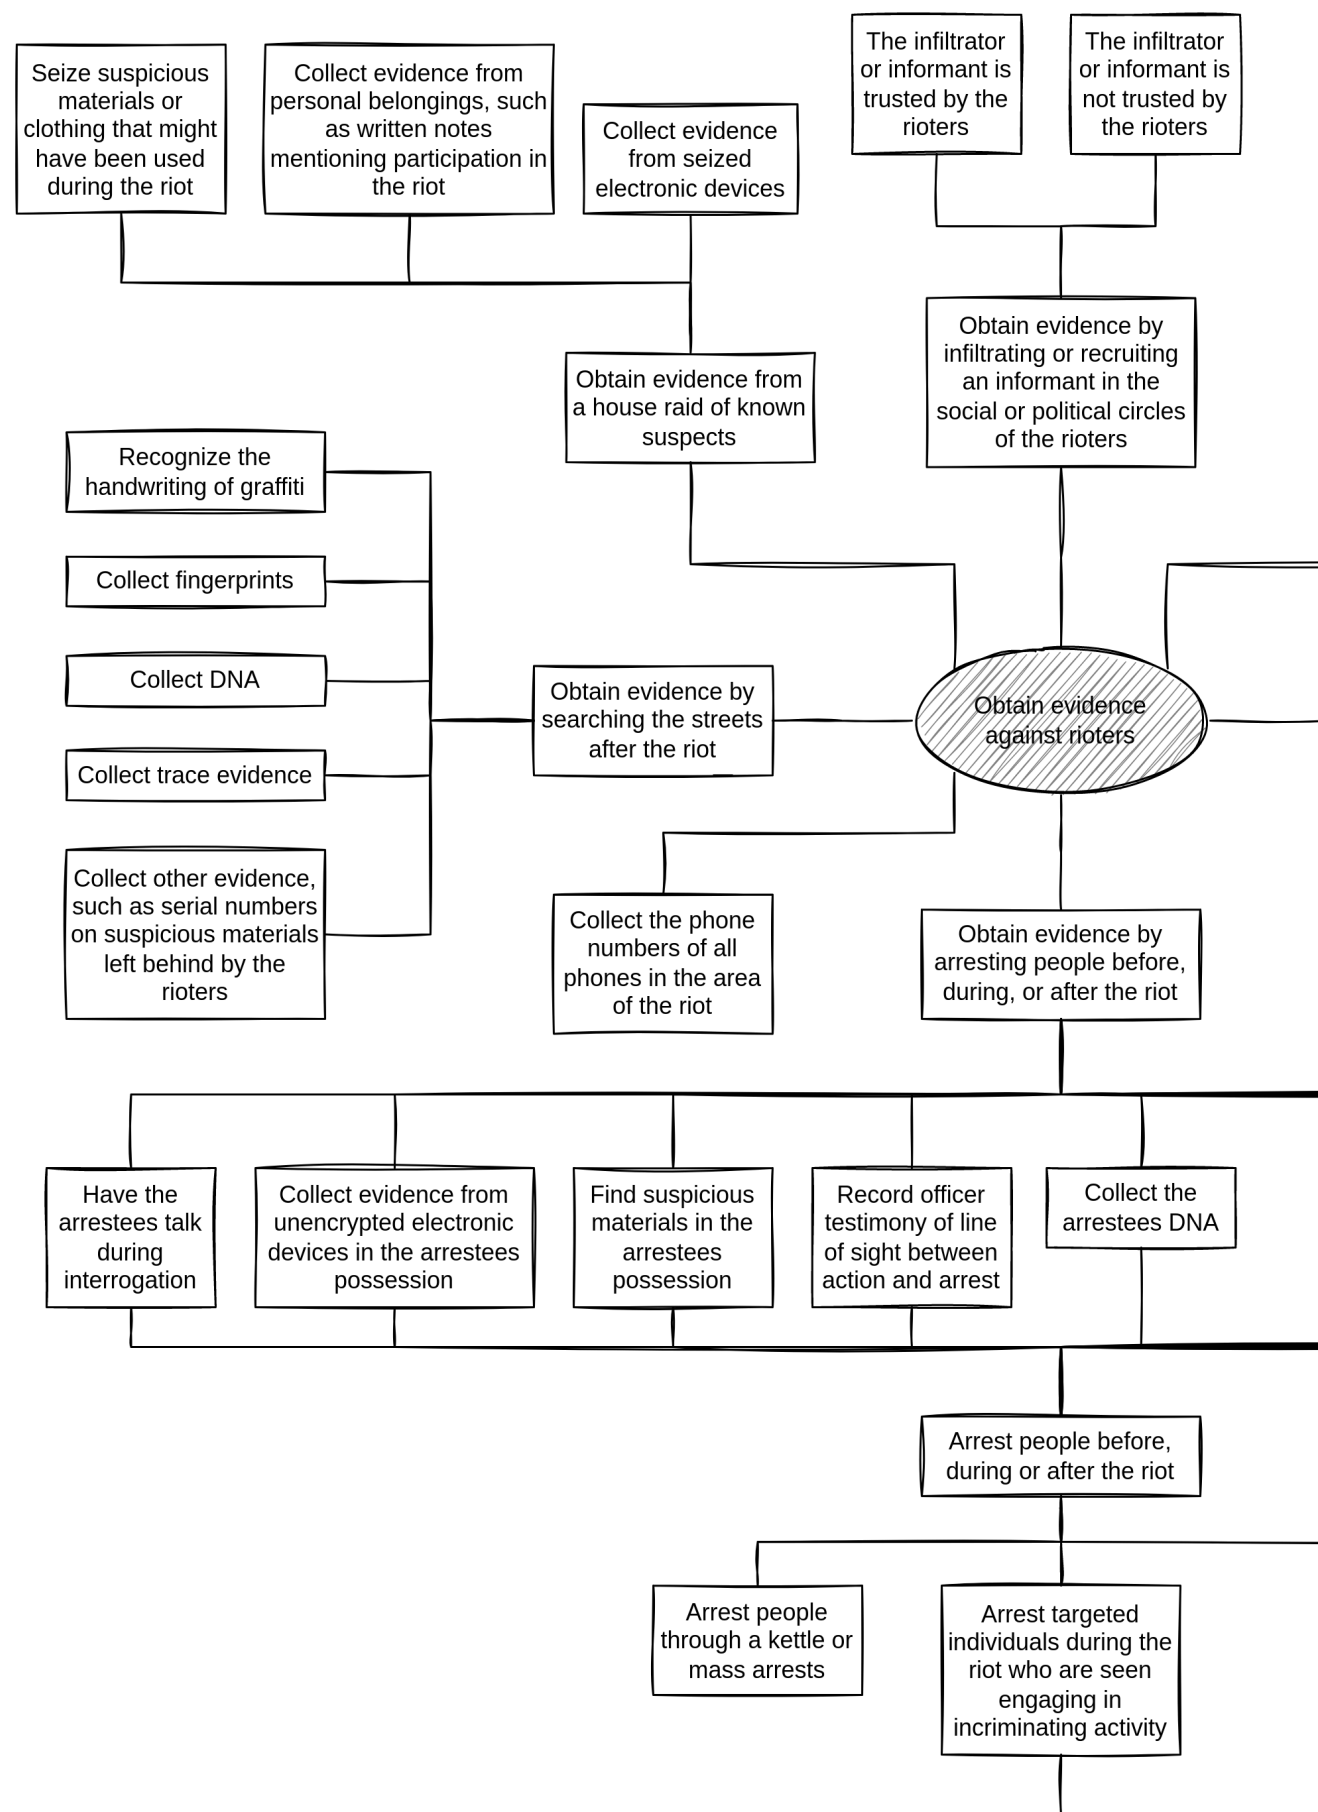 Seize suspicious
materials or
clothing that might
have been used
during the riot
Collect evidence from
personal belongings, such
as written notes
mentioning participation in
the riot
Collect evidence
from seized
electronic devices
The infiltrator
or informant is
trusted by the
rioters
The infiltrator
or informant is
not trusted by
the rioters
Obtain evidence from
a house raid of known
suspects
Obtain evidence by
infiltrating or recruiting
an informant in the
social or political circles
of the rioters
Recognize the
handwriting of graffiti
Collect fingerprints
Collect DNA
Collect trace evidence
Collect other evidence,
such as serial numbers
on suspicious materials
left behind by the
rioters
Obtain evidence by
searching the streets
after the riot
Obtain evidence
against rioters
Collect the phone
numbers of all
phones in the area
of the riot
Obtain evidence by
arresting people before,
during, or after the riot
Have the
arrestees talk
during
interrogation
Collect evidence from
unencrypted electronic
devices in the arrestees
possession
Find suspicious
materials in the
arrestees
possession
Record officer
testimony of line
of sight between
action and arrest
Collect the
arrestees DNA
Arrest people before,
during or after the riot
Arrest people
through a kettle or
mass arrests
Arrest targeted
individuals during the
riot who are seen
engaging in
incriminating activity